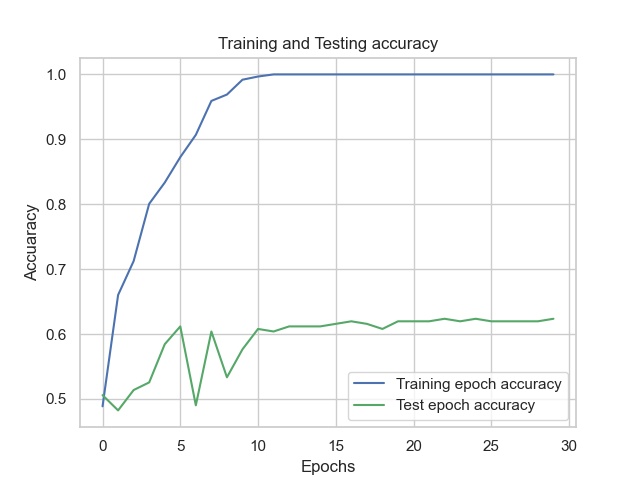 Training and Testing accuracy
Accuaracy
1.0
0.9
0.8
0.7
0.6
0.5
0 5 10 15 20 25 30
Epochs
Training epoch accuracy
Test epoch accuracy